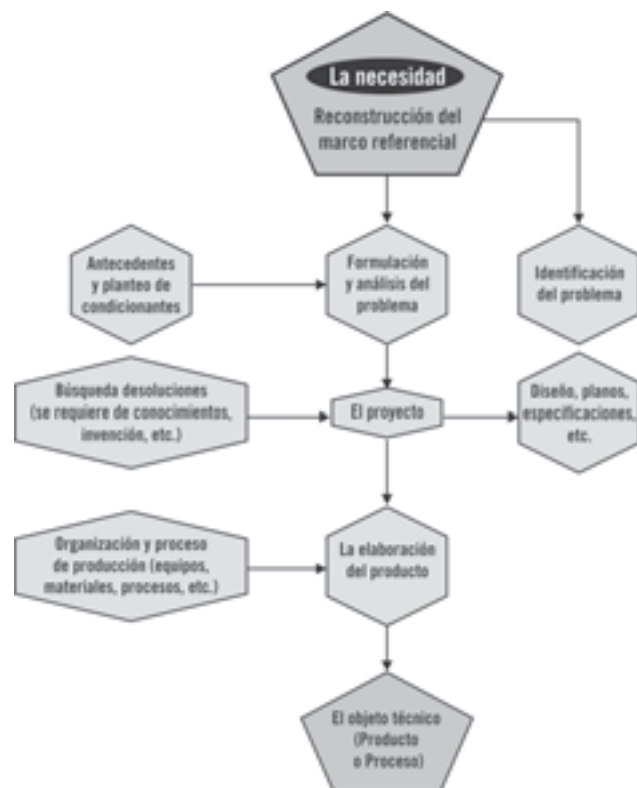 La necesidad
Reconstrucción del
marco referencial
Antecedentes
y planteo de
condicionantes
Formulación
y análisis del
problema
Identificación
del problema
Búsqueda desoluciones
(se requiere de conocimientos,
invención, etc.)
El proyecto
Diseño, planos,
especificaciones,
etc.
Organización y proceso
de producción (equipos,
materiales, procesos, etc.)
La elaboración
del producto
El objeto técnico
(Producto
o Proceso)